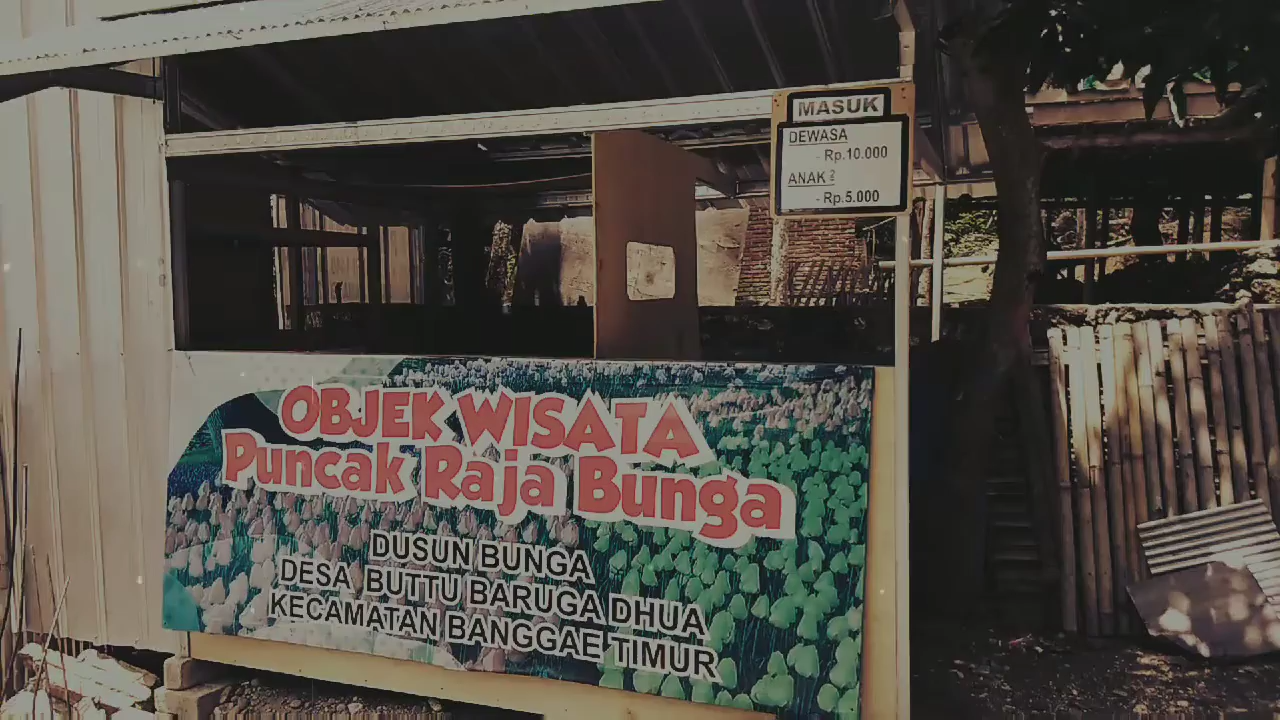 MASUK
DEWASA
- Rp.10.000
ANAK 2
- Rp.5.000
OBJEK WISATA
Puncak Raja Bunga
DUSUN BUNGA
DESA BUTTU BARUGA DHUA
KECAMATAN BANGGAE TIMUR